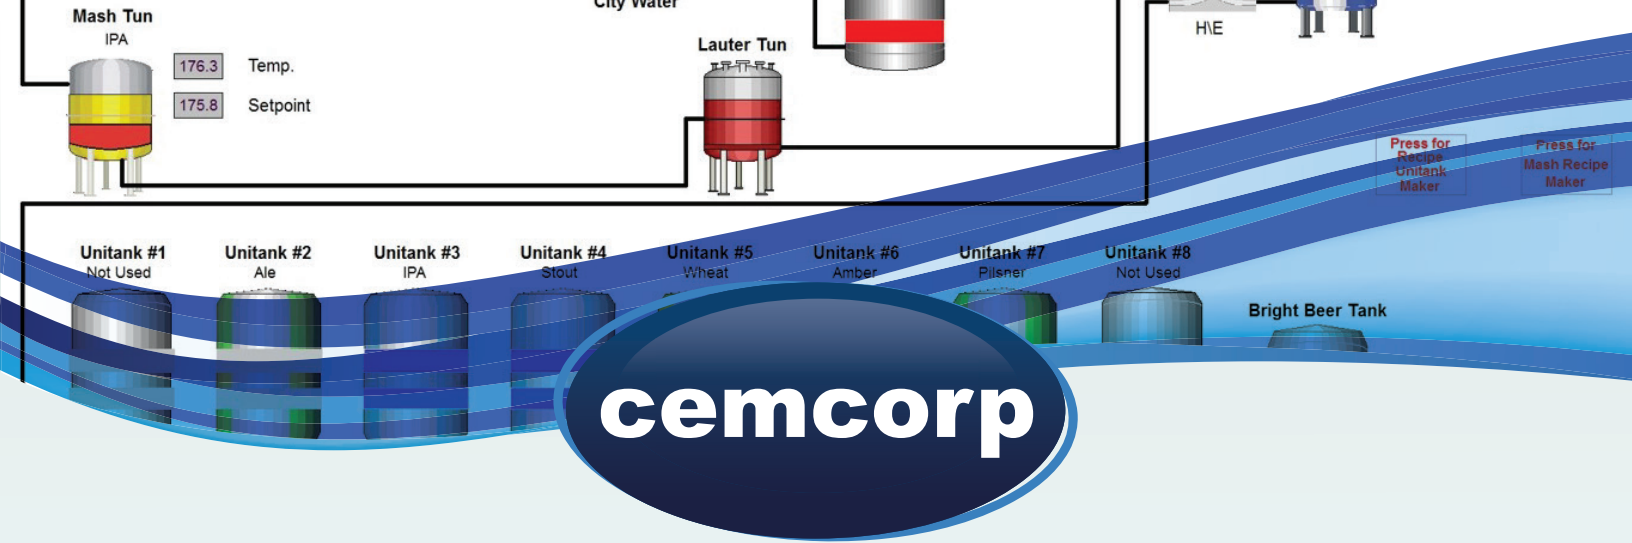 City Water
Mash Tun
IPA
176.3 Temp.
175.8 Setpoint
Lauter Tun
H\E
Press for
Recipe
Unitank
Maker
Press for
Mash Recipe
Maker
Unitank #1
Not Used
Unitank #2
Ale
Unitank #3
IPA
Unitank #4
Stout
Unitank #5
Wheat
Unitank #6
Amber
Unitank #7
Pilsner
Unitank #8
Not Used
Bright Beer Tank
cemcorp